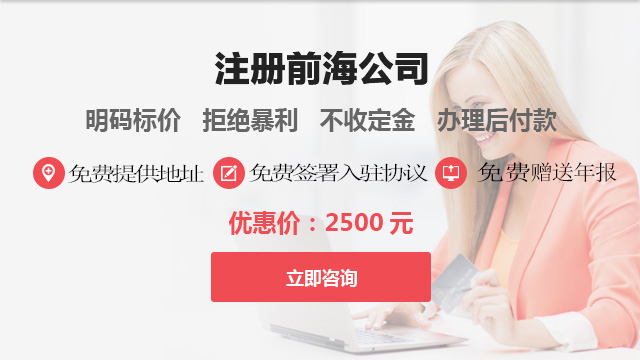 注册前海公司
明码标价 拒绝暴利 不收定金 办理后付款
免费提供地址 免费签署入驻协议 免费赠送年报
优惠价：2500 元
立即咨询